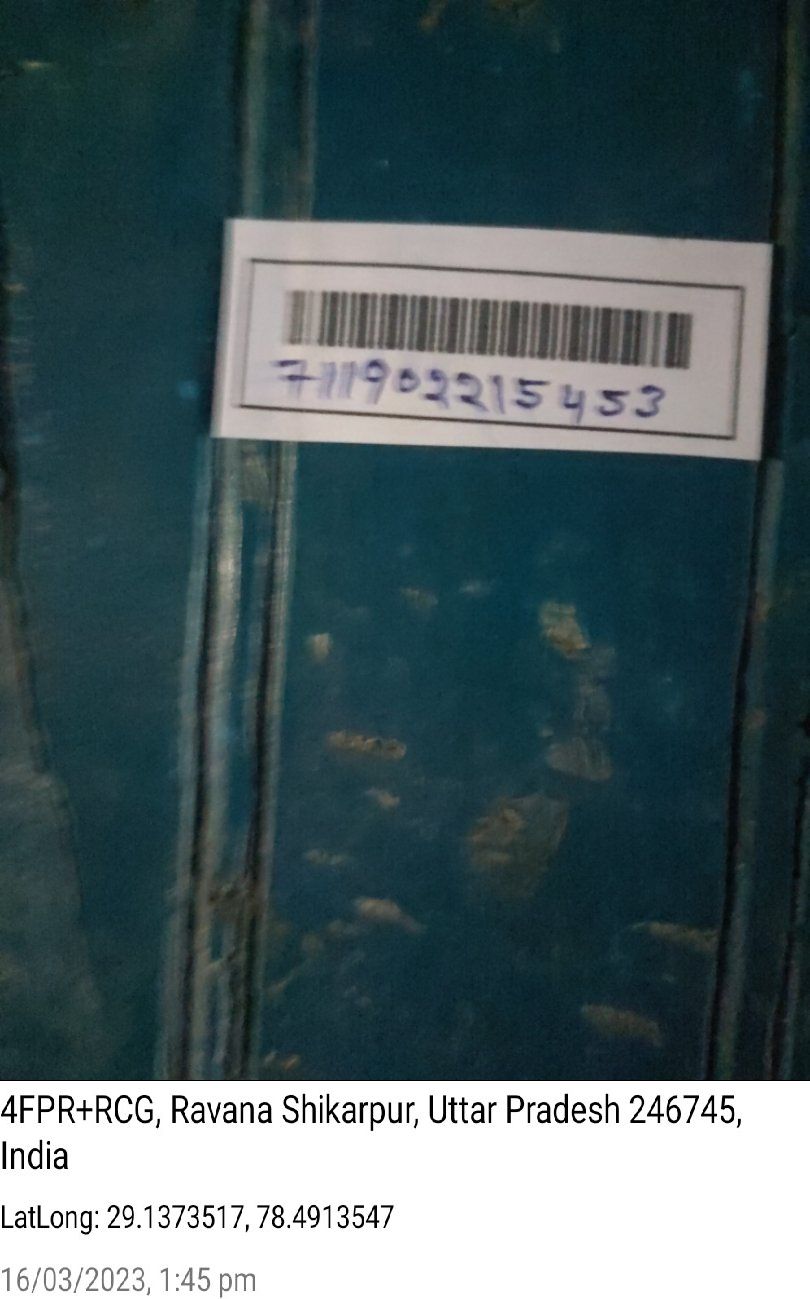 7119022215453
4FPR+RCG, Ravana Shikarpur, Uttar Pradesh 246745,
India
LatLong: 29.1373517, 78.4913547
16/03/2023, 1:45 pm